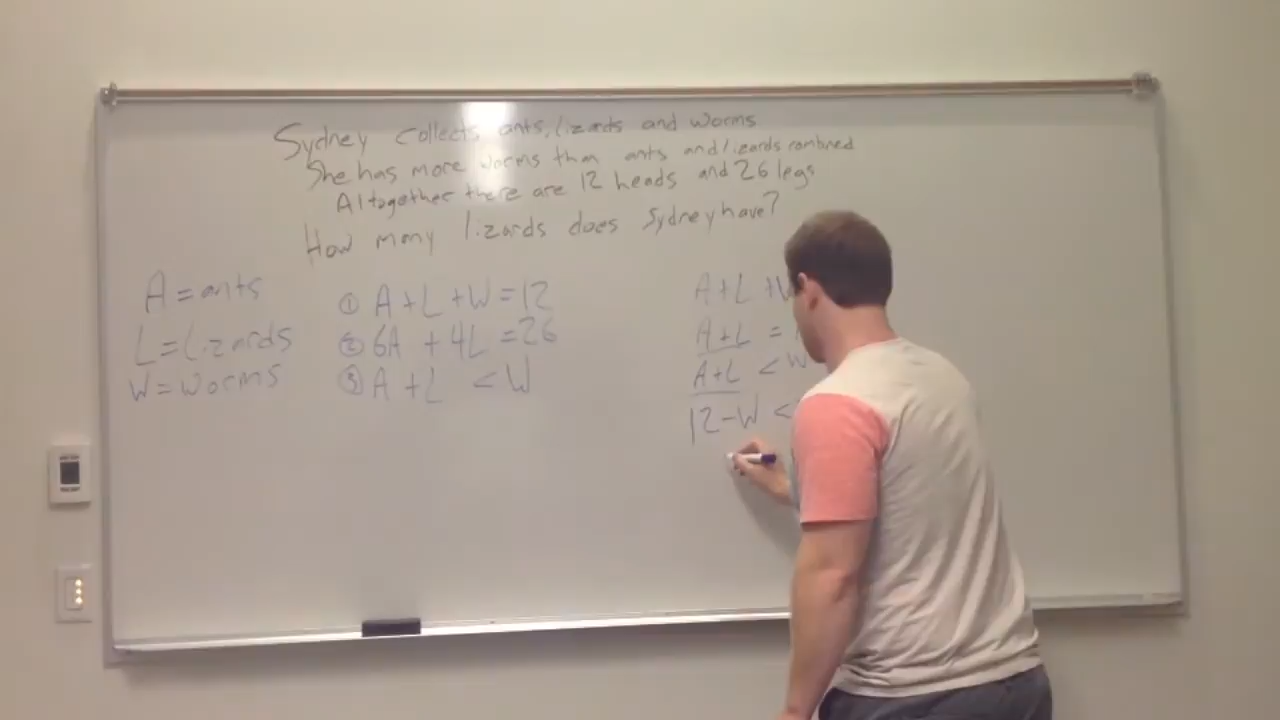 Sydney collects ants, lizards and worms
She has more worms than ants and lizards combined
Altogether there are 12 heads and 26 legs
How many lizards does Sydney have?
A = ants
L = lizards
W = worms
① A + L + W = 12
② 6A + 4L = 26
③ A + L < W
A + L + W
A + L =
A + L < W
12 - W <